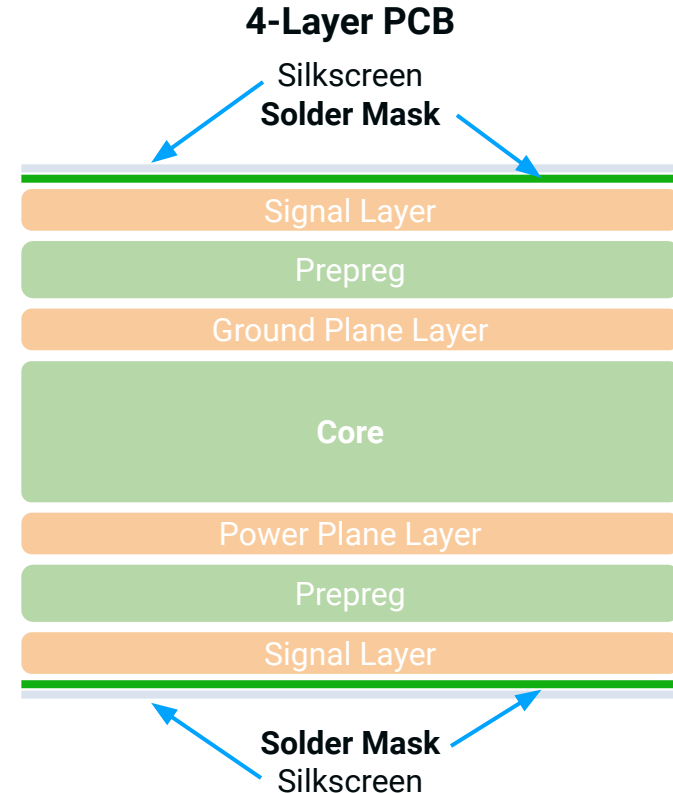 4-Layer PCB
Silkscreen
Solder Mask
Signal Layer
Prepreg
Ground Plane Layer
Core
Power Plane Layer
Prepreg
Signal Layer
Solder Mask
Silkscreen